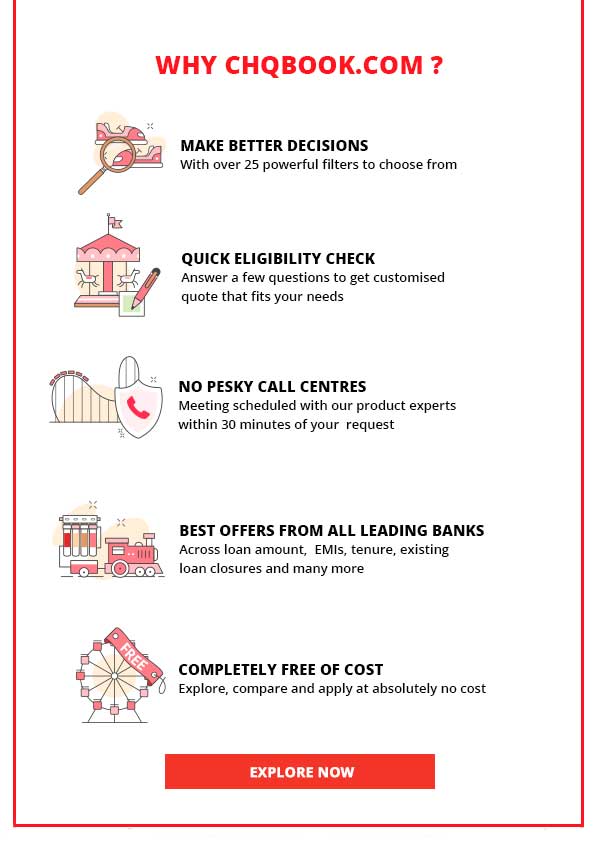 WHY CHQBOOK.COM ?
MAKE BETTER DECISIONS
With over 25 powerful filters to choose from
QUICK ELIGIBILITY CHECK
Answer a few questions to get customised
quote that fits your needs
NO PESKY CALL CENTRES
Meeting scheduled with our product experts
within 30 minutes of your  request
BEST OFFERS FROM ALL LEADING BANKS
Across loan amount,  EMIs, tenure, existing
loan closures and many more
FREE
COMPLETELY FREE OF COST
Explore, compare and apply at absolutely no cost
EXPLORE NOW